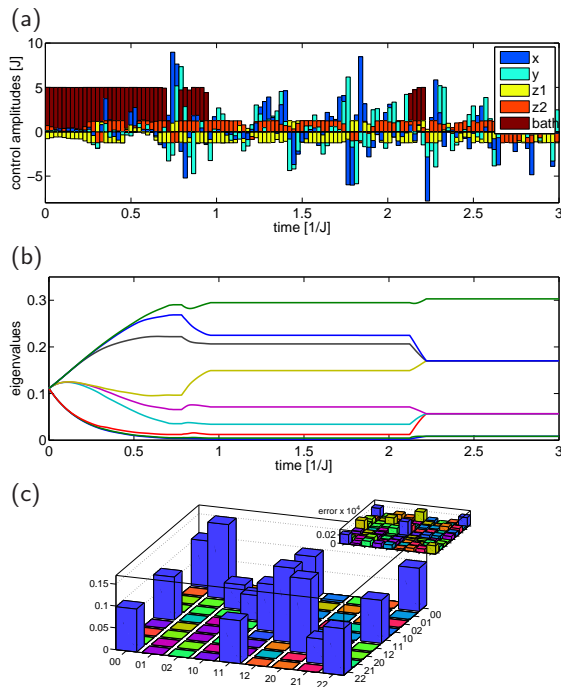 (a)
10
5
0
−5
control amplitudes [J]
x
y
z1
z2
bath
0 0.5 1 1.5 2 2.5 3
time [1/J]
(b)
0.3
0.2
0.1
0
eigenvalues
0 0.5 1 1.5 2 2.5 3
time [1/J]
(c)
error x 10⁴
0.02
0
0.15
0.1
0.05
0
00 01 02 10 11 12 20 21 22
00
01
02
10
11
12
20
21
22